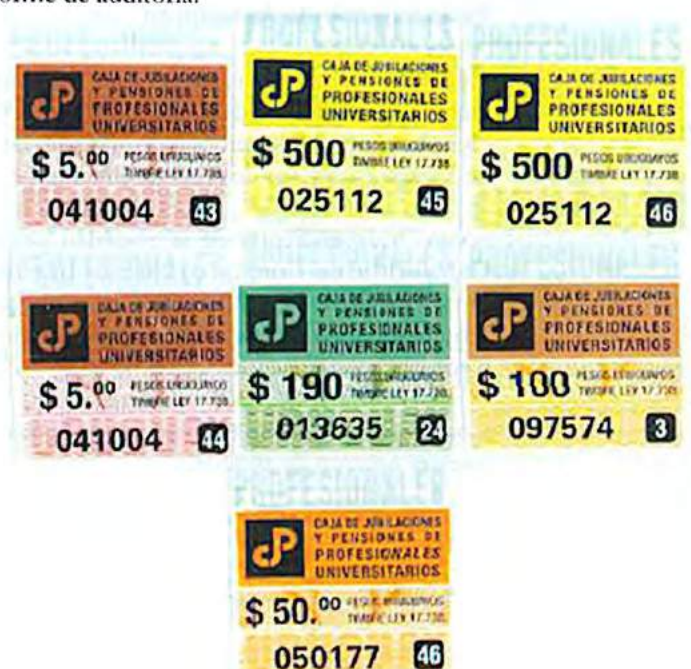 de auditoría.
CAJA DE JUBILACIONES
Y PENSIONES DE
PROFESIONALES
UNIVERSITARIOS
$ 5.00 PESOS URUGUAYOS
TIMBRE LEY 17.738
041004 43
CAJA DE JUBILACIONES
Y PENSIONES DE
PROFESIONALES
UNIVERSITARIOS
$ 500 PESOS URUGUAYOS
TIMBRE LEY 17.738
025112 45
CAJA DE JUBILACIONES
Y PENSIONES DE
PROFESIONALES
UNIVERSITARIOS
$ 500 PESOS URUGUAYOS
TIMBRE LEY 17.738
025112 46
CAJA DE JUBILACIONES
Y PENSIONES DE
PROFESIONALES
UNIVERSITARIOS
$ 5.00 PESOS URUGUAYOS
TIMBRE LEY 17.738
041004 44
CAJA DE JUBILACIONES
Y PENSIONES DE
PROFESIONALES
UNIVERSITARIOS
$ 190 PESOS URUGUAYOS
TIMBRE LEY 17.738
013635 24
CAJA DE JUBILACIONES
Y PENSIONES DE
PROFESIONALES
UNIVERSITARIOS
$ 100 PESOS URUGUAYOS
TIMBRE LEY 17.738
097574 3
CAJA DE JUBILACIONES
Y PENSIONES DE
PROFESIONALES
UNIVERSITARIOS
$ 50.00 PESOS URUGUAYOS
TIMBRE LEY 17.738
050177 46